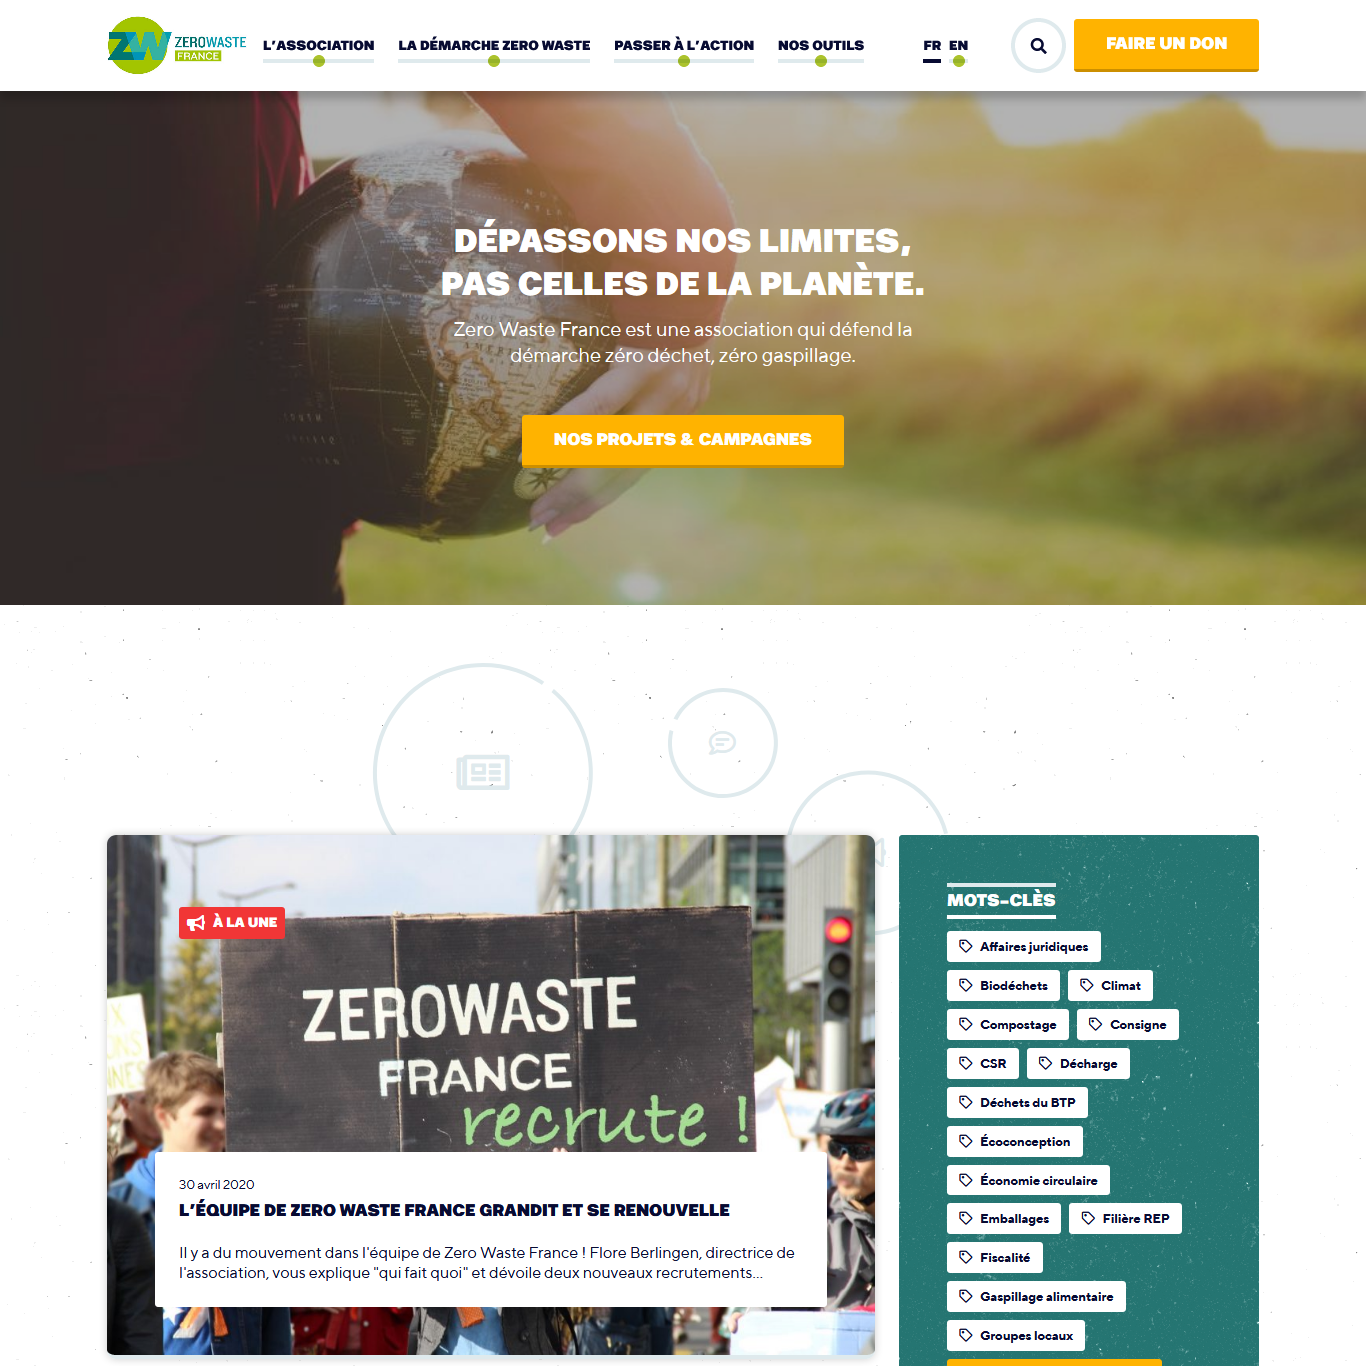 ZW ZEROWASTE
FRANCE
L'ASSOCIATION
LA DÉMARCHE ZERO WASTE
PASSER À L'ACTION
NOS OUTILS
FR EN
FAIRE UN DON
DÉPASSONS NOS LIMITES,
PAS CELLES DE LA PLANÈTE.
Zero Waste France est une association qui défend la
démarche zéro déchet, zéro gaspillage.
NOS PROJETS & CAMPAGNES
À LA UNE
ZEROWASTE
FRANCE
recrute !
30 avril 2020
L'ÉQUIPE DE ZERO WASTE FRANCE GRANDIT ET SE RENOUVELLE
Il y a du mouvement dans l'équipe de Zero Waste France ! Flore Berlingen, directrice de
l'association, vous explique "qui fait quoi" et dévoile deux nouveaux recrutements...
MOTS-CLÈS
Affaires juridiques
Biodéchets
Climat
Compostage
Consigne
CSR
Décharge
Déchets du BTP
Écoconception
Économie circulaire
Emballages
Filière REP
Fiscalité
Gaspillage alimentaire
Groupes locaux